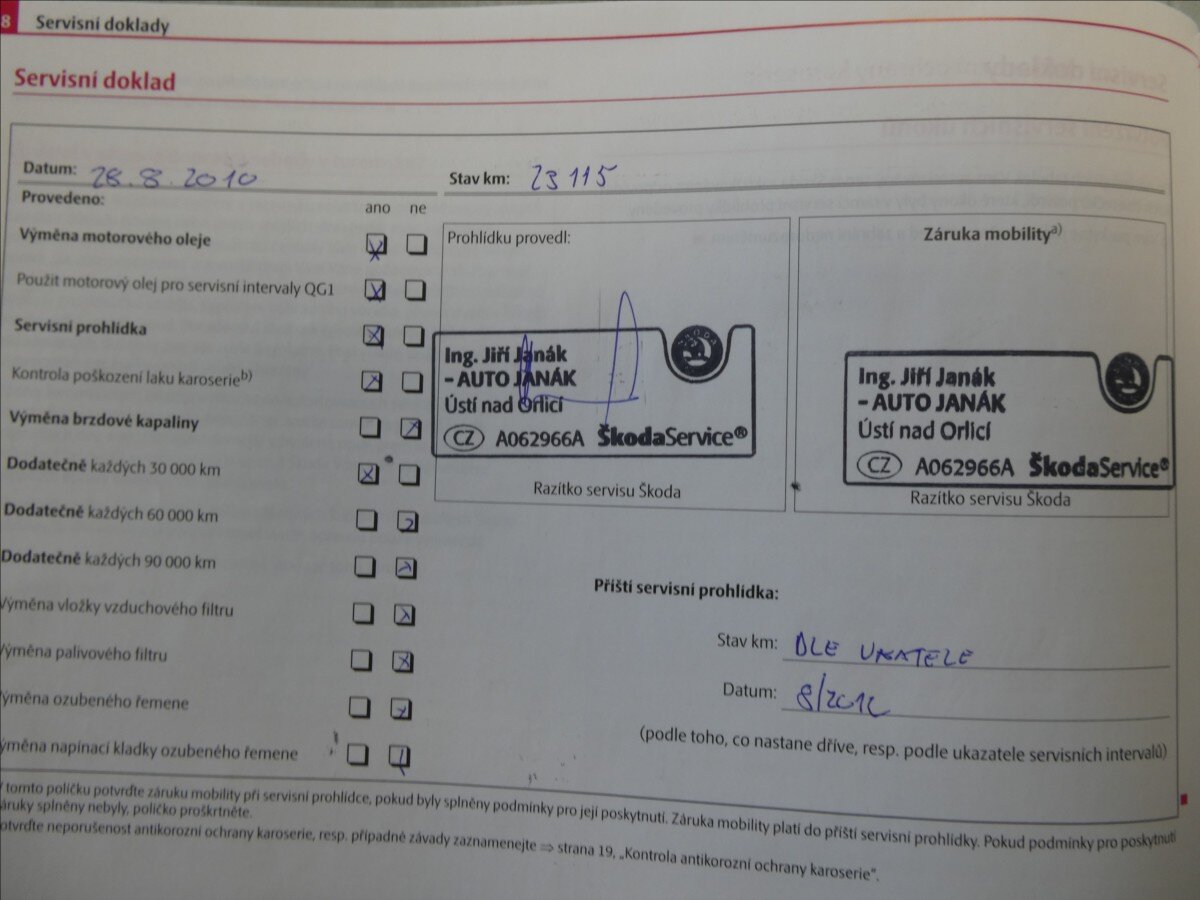 8 Servisní doklady
Servisní doklad
Datum: 28.8.2010 Stav km: 23115
Provedeno: ano ne
Výměna motorového oleje
Použit motorový olej pro servisní intervaly QG1
Servisní prohlídka
Kontrola poškození laku karoserie b)
Výměna brzdové kapaliny
Dodatečně každých 30 000 km
Dodatečně každých 60 000 km
Dodatečně každých 90 000 km
Výměna vložky vzduchového filtru
Výměna palivového filtru
Výměna ozubeného řemene
ýměna napínací kladky ozubeného řemene
Prohlídku provedl:
Ing. Jiří Janák
– AUTO JANÁK
Ústí nad Orlicí
CZ A062966A ŠkodaService®
Razítko servisu Škoda
Záruka mobility a)
ŠKODA
Ing. Jiří Janák
– AUTO JANÁK
Ústí nad Orlicí
CZ A062966A ŠkodaService®
Razítko servisu Škoda
Příští servisní prohlídka:
Stav km: DLE UKATELE
Datum: 8/2012
(podle toho, co nastane dříve, resp. podle ukazatele servisních intervalů)
V tomto políčku potvrďte záruku mobility při servisní prohlídce, pokud byly splněny podmínky pro její poskytnutí. Záruka mobility platí do příští servisní prohlídky. Pokud podmínky pro poskytnutí
áruky splněny nebyly, políčko proškrtněte.
otvrďte neporušenost antikorozní ochrany karoserie, resp. případné závady zaznamenejte ⇒ strana 19, „Kontrola antikorozní ochrany karoserie“.